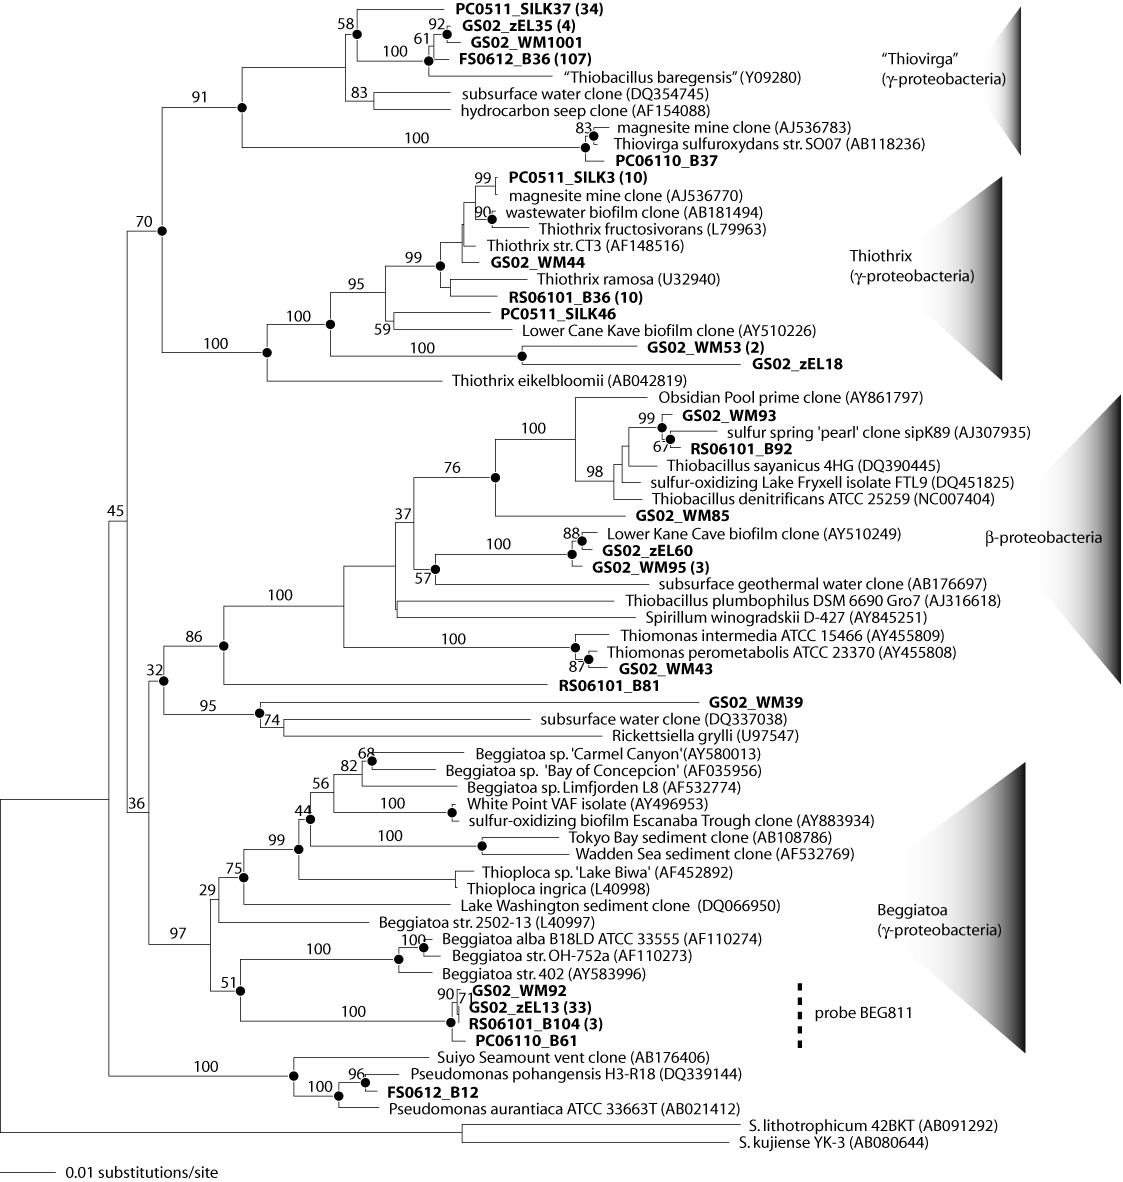 PC0511_SILK37 (34)
58
92 GS02_zEL35 (4)
61
GS02_WM1001
100
FS0612_B36 (107)
"Thiobacillus baregensis" (Y09280)
"Thiovirga"
(γ-proteobacteria)
83
subsurface water clone (DQ354745)
91
hydrocarbon seep clone (AF154088)
83 magnesite mine clone (AJ536783)
100
Thiovirga sulfuroxydans str. SO07 (AB118236)
PC06110_B37
99 PC0511_SILK3 (10)
magnesite mine clone (AJ536770)
90 wastewater biofilm clone (AB181494)
70
Thiothrix fructosivorans (L79963)
Thiothrix str. CT3 (AF148516)
99
GS02_WM44
Thiothrix
(γ-proteobacteria)
Thiothrix ramosa (U32940)
95
RS06101_B36 (10)
100
PC0511_SILK46
59
Lower Cane Kave biofilm clone (AY510226)
100
100
GS02_WM53 (2)
GS02_zEL18
Thiothrix eikelbloomii (AB042819)
Obsidian Pool prime clone (AY861797)
99 GS02_WM93
100
sulfur spring 'pearl' clone sipK89 (AJ307935)
67 RS06101_B92
76
98
Thiobacillus sayanicus 4HG (DQ390445)
sulfur-oxidizing Lake Fryxell isolate FTL9 (DQ451825)
Thiobacillus denitrificans ATCC 25259 (NC007404)
45
37
GS02_WM85
88 Lower Kane Cave biofilm clone (AY510249)
β-proteobacteria
100
GS02_zEL60
GS02_WM95 (3)
57
subsurface geothermal water clone (AB176697)
100
Thiobacillus plumbophilus DSM 6690 Gro7 (AJ316618)
Spirillum winogradskii D-427 (AY845251)
86
100
Thiomonas intermedia ATCC 15466 (AY455809)
Thiomonas perometabolis ATCC 23370 (AY455808)
87 GS02_WM43
32
RS06101_B81
95
GS02_WM39
74
subsurface water clone (DQ337038)
Rickettsiella grylli (U97547)
68
Beggiatoa sp. 'Carmel Canyon'(AY580013)
82
Beggiatoa sp. 'Bay of Concepcion' (AF035956)
56
Beggiatoa sp. Limfjorden L8 (AF532774)
36
44
100
White Point VAF isolate (AY496953)
sulfur-oxidizing biofilm Escanaba Trough clone (AY883934)
99
100
Tokyo Bay sediment clone (AB108786)
Wadden Sea sediment clone (AF532769)
75
Thioploca sp. 'Lake Biwa' (AF452892)
29
Thioploca ingrica (L40998)
Lake Washington sediment clone (DQ066950)
Beggiatoa
(γ-proteobacteria)
Beggiatoa str. 2502-13 (L40997)
97
100
100 Beggiatoa alba B18LD ATCC 33555 (AF110274)
Beggiatoa str. OH-752a (AF110273)
51
Beggiatoa str. 402 (AY583996)
90 71 GS02_WM92
100
GS02_zEL13 (33)
probe BEG811
RS06101_B104 (3)
PC06110_B61
100
Suiyo Seamount vent clone (AB176406)
96 Pseudomonas pohangensis H3-R18 (DQ339144)
100
FS0612_B12
Pseudomonas aurantiaca ATCC 33663T (AB021412)
S. lithotrophicum 42BKT (AB091292)
S. kujiense YK-3 (AB080644)
0.01 substitutions/site